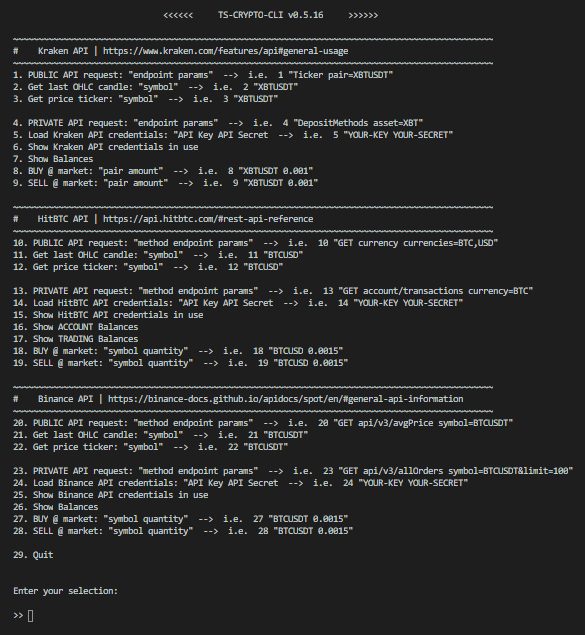 <<<<<< TS-CRYPTO-CLI v0.5.16 >>>>>>
~~~~~~~~~~~~~~~~~~~~~~~~~~~~~~~~~~~~~~~~~~~~~~~~~~~~~~~~~~~~~~~~~~~~~~~~~~~~~~~~~~~~~~~~~~~~~~~~
# Kraken API | https://www.kraken.com/features/api#general-usage
~~~~~~~~~~~~~~~~~~~~~~~~~~~~~~~~~~~~~~~~~~~~~~~~~~~~~~~~~~~~~~~~~~~~~~~~~~~~~~~~~~~~~~~~~~~~~~~~
1. PUBLIC API request: "endpoint params" --> i.e. 1 "Ticker pair=XBTUSDT"
2. Get last OHLC candle: "symbol" --> i.e. 2 "XBTUSDT"
3. Get price ticker: "symbol" --> i.e. 3 "XBTUSDT"
4. PRIVATE API request: "endpoint params" --> i.e. 4 "DepositMethods asset=XBT"
5. Load Kraken API credentials: "API Key API Secret --> i.e. 5 "YOUR-KEY YOUR-SECRET"
6. Show Kraken API credentials in use
7. Show Balances
8. BUY @ market: "pair amount" --> i.e. 8 "XBTUSDT 0.001"
9. SELL @ market: "pair amount" --> i.e. 9 "XBTUSDT 0.001"
~~~~~~~~~~~~~~~~~~~~~~~~~~~~~~~~~~~~~~~~~~~~~~~~~~~~~~~~~~~~~~~~~~~~~~~~~~~~~~~~~~~~~~~~~~~~~~~~
# HitBTC API | https://api.hitbtc.com/#rest-api-reference
~~~~~~~~~~~~~~~~~~~~~~~~~~~~~~~~~~~~~~~~~~~~~~~~~~~~~~~~~~~~~~~~~~~~~~~~~~~~~~~~~~~~~~~~~~~~~~~~
10. PUBLIC API request: "method endpoint params" --> i.e. 10 "GET currency currencies=BTC,USD"
11. Get last OHLC candle: "symbol" --> i.e. 11 "BTCUSD"
12. Get price ticker: "symbol" --> i.e. 12 "BTCUSD"
13. PRIVATE API request: "method endpoint params" --> i.e. 13 "GET account/transactions currency=BTC"
14. Load HitBTC API credentials: "API Key API Secret --> i.e. 14 "YOUR-KEY YOUR-SECRET"
15. Show HitBTC API credentials in use
16. Show ACCOUNT Balances
17. Show TRADING Balances
18. BUY @ market: "symbol quantity" --> i.e. 18 "BTCUSD 0.0015"
19. SELL @ market: "symbol quantity" --> i.e. 19 "BTCUSD 0.0015"
~~~~~~~~~~~~~~~~~~~~~~~~~~~~~~~~~~~~~~~~~~~~~~~~~~~~~~~~~~~~~~~~~~~~~~~~~~~~~~~~~~~~~~~~~~~~~~~~
# Binance API | https://binance-docs.github.io/apidocs/spot/en/#general-api-information
~~~~~~~~~~~~~~~~~~~~~~~~~~~~~~~~~~~~~~~~~~~~~~~~~~~~~~~~~~~~~~~~~~~~~~~~~~~~~~~~~~~~~~~~~~~~~~~~
20. PUBLIC API request: "method endpoint params" --> i.e. 20 "GET api/v3/avgPrice symbol=BTCUSDT"
21. Get last OHLC candle: "symbol" --> i.e. 21 "BTCUSDT"
22. Get price ticker: "symbol" --> i.e. 22 "BTCUSDT"
23. PRIVATE API request: "method endpoint params" --> i.e. 23 "GET api/v3/allOrders symbol=BTCUSDT&limit=100"
24. Load Binance API credentials: "API Key API Secret --> i.e. 24 "YOUR-KEY YOUR-SECRET"
25. Show Binance API credentials in use
26. Show Balances
27. BUY @ market: "symbol quantity" --> i.e. 27 "BTCUSDT 0.0015"
28. SELL @ market: "symbol quantity" --> i.e. 28 "BTCUSDT 0.0015"
29. Quit
Enter your selection:
>>